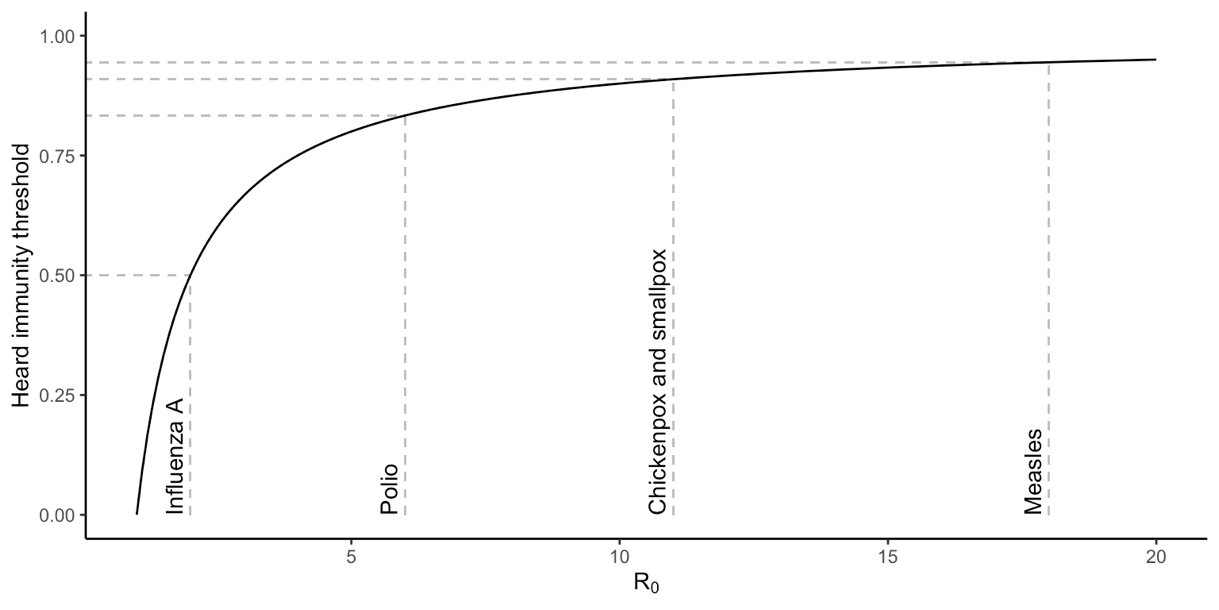 1.00
0.75
0.50
0.25
0.00
Heard immunity threshold
Influenza A
Polio
Chickenpox and smallpox
Measles
5
10
15
20
R₀